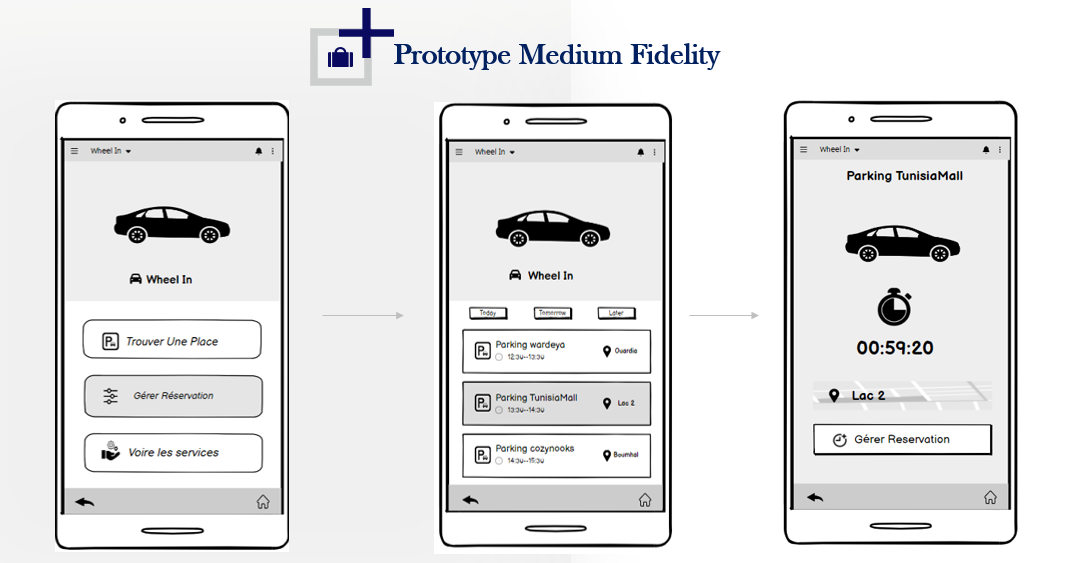 Prototype Medium Fidelity
Wheel In
Wheel In
Trouver Une Place
Gérer Réservation
Voire les services
Wheel In
Wheel In
Today
Tomorrow
Later
Parking wardeya
12:30--13:30
Ouardia
Parking TunisiaMall
13:30--14:30
Lac 2
Parking cozynooks
14:30--15:30
Boumhal
Wheel In
Parking TunisiaMall
00:59:20
Lac 2
Gérer Reservation